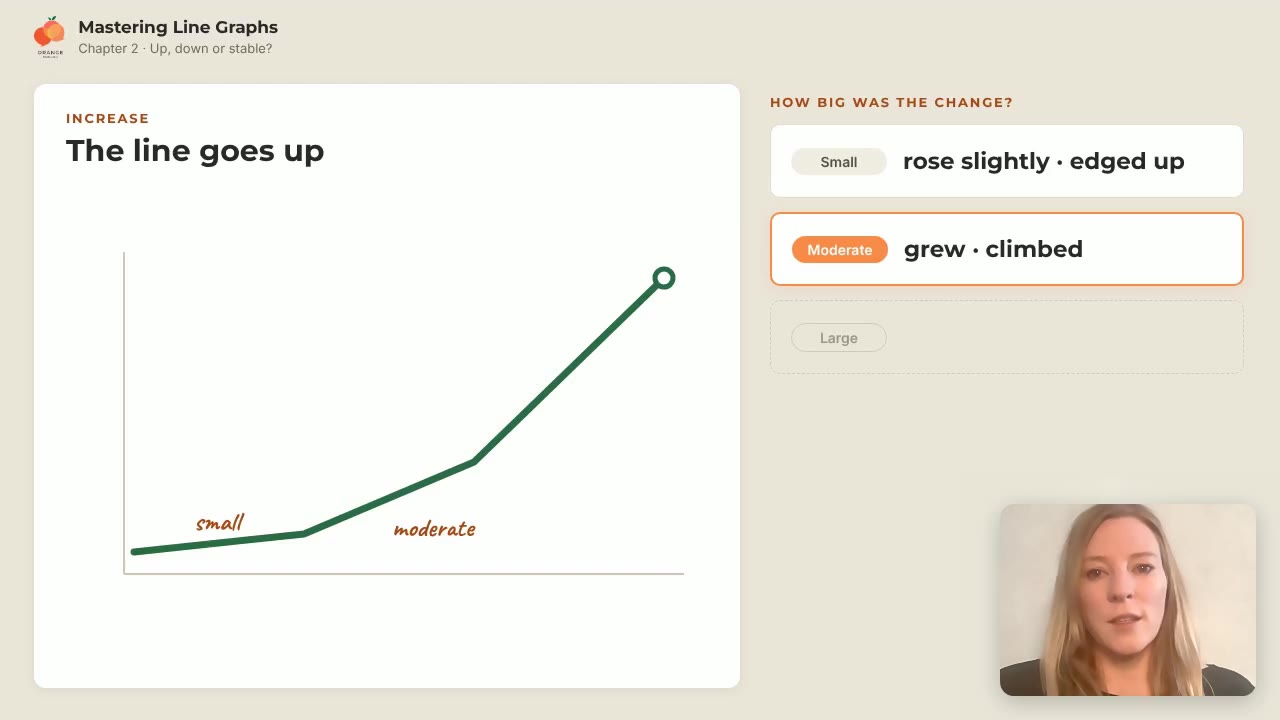 Mastering Line Graphs
Chapter 2 · Up, down or stable?
ORANGE
INCREASE
The line goes up
small
moderate
HOW BIG WAS THE CHANGE?
Small
rose slightly · edged up
Moderate
grew · climbed
Large